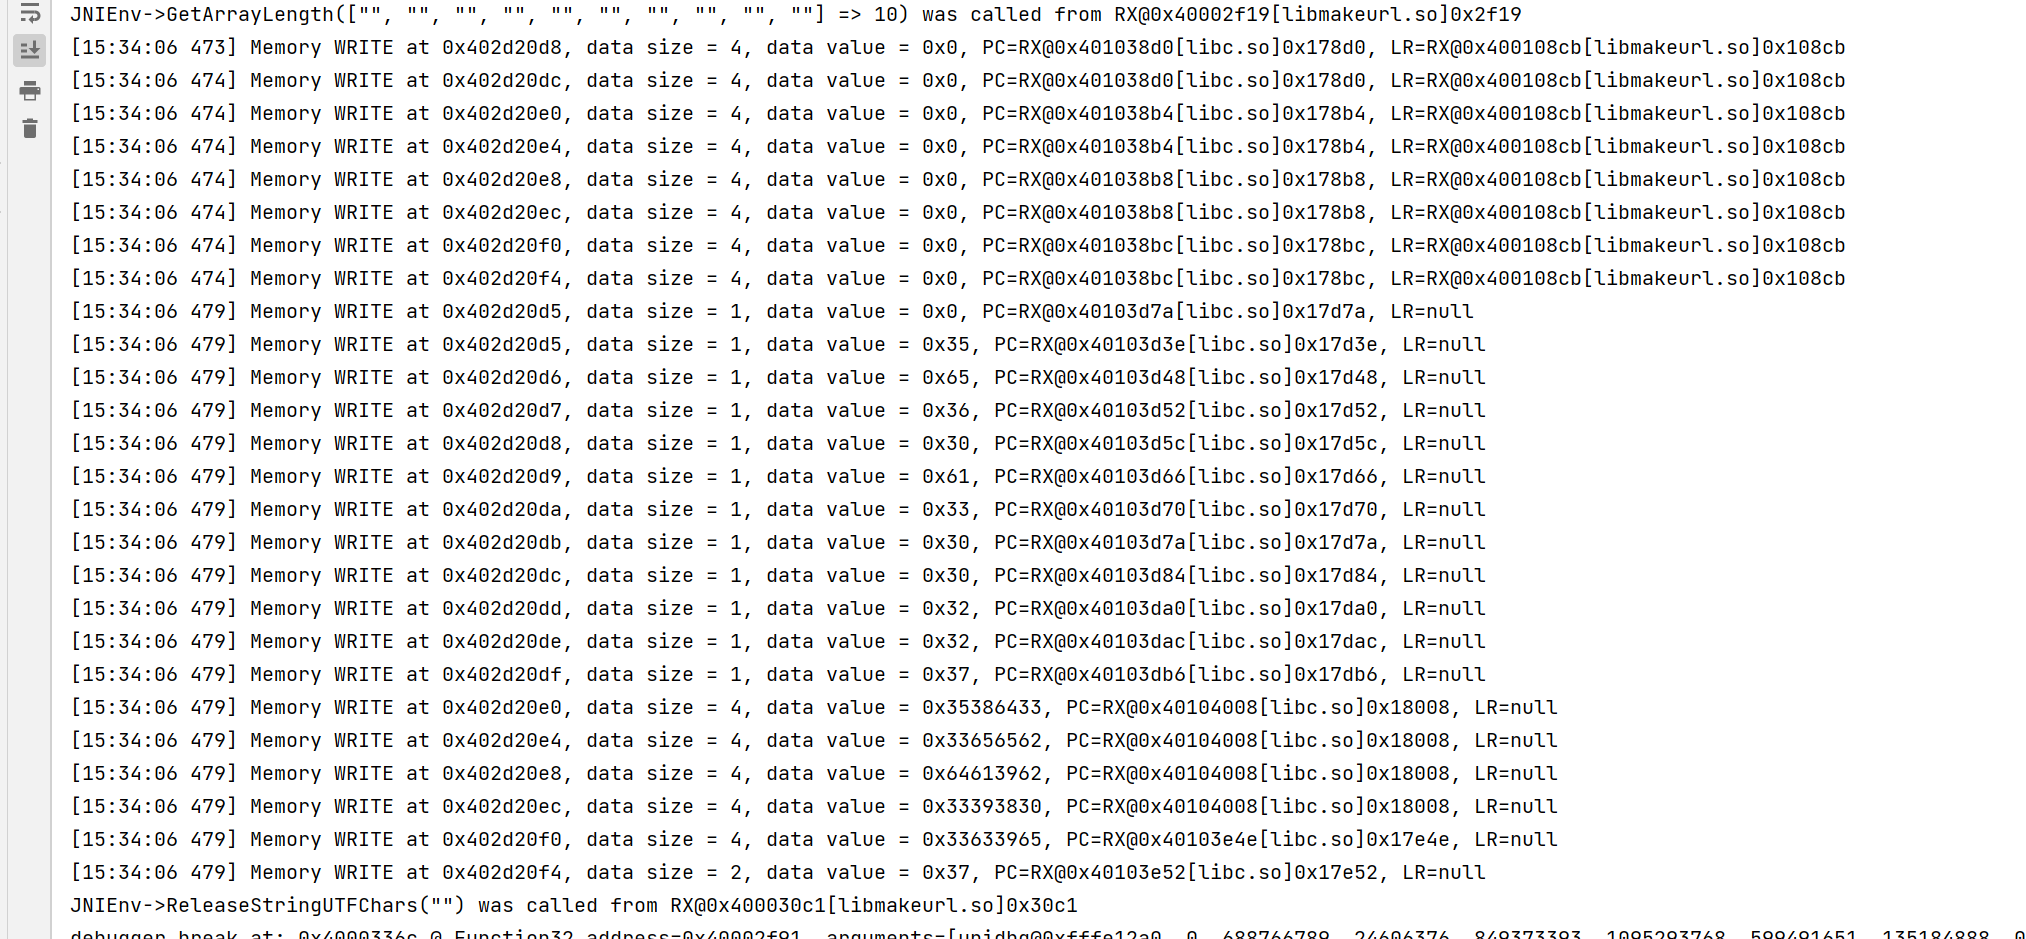 JNIEnv->GetArrayLength(["", "", "", "", "", "", "", "", "", ""] => 10) was called from RX@0x40002f19[libmakeurl.so]0x2f19
[15:34:06 473] Memory WRITE at 0x402d20d8, data size = 4, data value = 0x0, PC=RX@0x401038d0[libc.so]0x178d0, LR=RX@0x400108cb[libmakeurl.so]0x108cb
[15:34:06 474] Memory WRITE at 0x402d20dc, data size = 4, data value = 0x0, PC=RX@0x401038d0[libc.so]0x178d0, LR=RX@0x400108cb[libmakeurl.so]0x108cb
[15:34:06 474] Memory WRITE at 0x402d20e0, data size = 4, data value = 0x0, PC=RX@0x401038b4[libc.so]0x178b4, LR=RX@0x400108cb[libmakeurl.so]0x108cb
[15:34:06 474] Memory WRITE at 0x402d20e4, data size = 4, data value = 0x0, PC=RX@0x401038b4[libc.so]0x178b4, LR=RX@0x400108cb[libmakeurl.so]0x108cb
[15:34:06 474] Memory WRITE at 0x402d20e8, data size = 4, data value = 0x0, PC=RX@0x401038b8[libc.so]0x178b8, LR=RX@0x400108cb[libmakeurl.so]0x108cb
[15:34:06 474] Memory WRITE at 0x402d20ec, data size = 4, data value = 0x0, PC=RX@0x401038b8[libc.so]0x178b8, LR=RX@0x400108cb[libmakeurl.so]0x108cb
[15:34:06 474] Memory WRITE at 0x402d20f0, data size = 4, data value = 0x0, PC=RX@0x401038bc[libc.so]0x178bc, LR=RX@0x400108cb[libmakeurl.so]0x108cb
[15:34:06 474] Memory WRITE at 0x402d20f4, data size = 4, data value = 0x0, PC=RX@0x401038bc[libc.so]0x178bc, LR=RX@0x400108cb[libmakeurl.so]0x108cb
[15:34:06 479] Memory WRITE at 0x402d20d5, data size = 1, data value = 0x0, PC=RX@0x40103d7a[libc.so]0x17d7a, LR=null
[15:34:06 479] Memory WRITE at 0x402d20d5, data size = 1, data value = 0x35, PC=RX@0x40103d3e[libc.so]0x17d3e, LR=null
[15:34:06 479] Memory WRITE at 0x402d20d6, data size = 1, data value = 0x65, PC=RX@0x40103d48[libc.so]0x17d48, LR=null
[15:34:06 479] Memory WRITE at 0x402d20d7, data size = 1, data value = 0x36, PC=RX@0x40103d52[libc.so]0x17d52, LR=null
[15:34:06 479] Memory WRITE at 0x402d20d8, data size = 1, data value = 0x30, PC=RX@0x40103d5c[libc.so]0x17d5c, LR=null
[15:34:06 479] Memory WRITE at 0x402d20d9, data size = 1, data value = 0x61, PC=RX@0x40103d66[libc.so]0x17d66, LR=null
[15:34:06 479] Memory WRITE at 0x402d20da, data size = 1, data value = 0x33, PC=RX@0x40103d70[libc.so]0x17d70, LR=null
[15:34:06 479] Memory WRITE at 0x402d20db, data size = 1, data value = 0x30, PC=RX@0x40103d7a[libc.so]0x17d7a, LR=null
[15:34:06 479] Memory WRITE at 0x402d20dc, data size = 1, data value = 0x30, PC=RX@0x40103d84[libc.so]0x17d84, LR=null
[15:34:06 479] Memory WRITE at 0x402d20dd, data size = 1, data value = 0x32, PC=RX@0x40103da0[libc.so]0x17da0, LR=null
[15:34:06 479] Memory WRITE at 0x402d20de, data size = 1, data value = 0x32, PC=RX@0x40103dac[libc.so]0x17dac, LR=null
[15:34:06 479] Memory WRITE at 0x402d20df, data size = 1, data value = 0x37, PC=RX@0x40103db6[libc.so]0x17db6, LR=null
[15:34:06 479] Memory WRITE at 0x402d20e0, data size = 4, data value = 0x35386433, PC=RX@0x40104008[libc.so]0x18008, LR=null
[15:34:06 479] Memory WRITE at 0x402d20e4, data size = 4, data value = 0x33656562, PC=RX@0x40104008[libc.so]0x18008, LR=null
[15:34:06 479] Memory WRITE at 0x402d20e8, data size = 4, data value = 0x64613962, PC=RX@0x40104008[libc.so]0x18008, LR=null
[15:34:06 479] Memory WRITE at 0x402d20ec, data size = 4, data value = 0x33393830, PC=RX@0x40104008[libc.so]0x18008, LR=null
[15:34:06 479] Memory WRITE at 0x402d20f0, data size = 4, data value = 0x33633965, PC=RX@0x40103e4e[libc.so]0x17e4e, LR=null
[15:34:06 479] Memory WRITE at 0x402d20f4, data size = 2, data value = 0x37, PC=RX@0x40103e52[libc.so]0x17e52, LR=null
JNIEnv->ReleaseStringUTFChars("") was called from RX@0x400030c1[libmakeurl.so]0x30c1
debugger break at: 0x4000336c @ Function32 address=0x40002f91, arguments=[unidbg@0xfffe12a0, 0, 688766789, 24606376, 849373393, 1095293768, 599491651, 135184888, 0